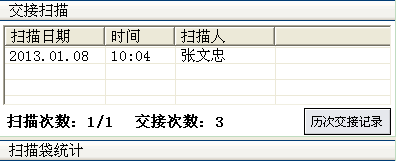 交接扫描
扫描日期 时间 扫描人
2013.01.08 10:04 张文忠
扫描次数：1/1 交接次数：3 历次交接记录
扫描袋统计